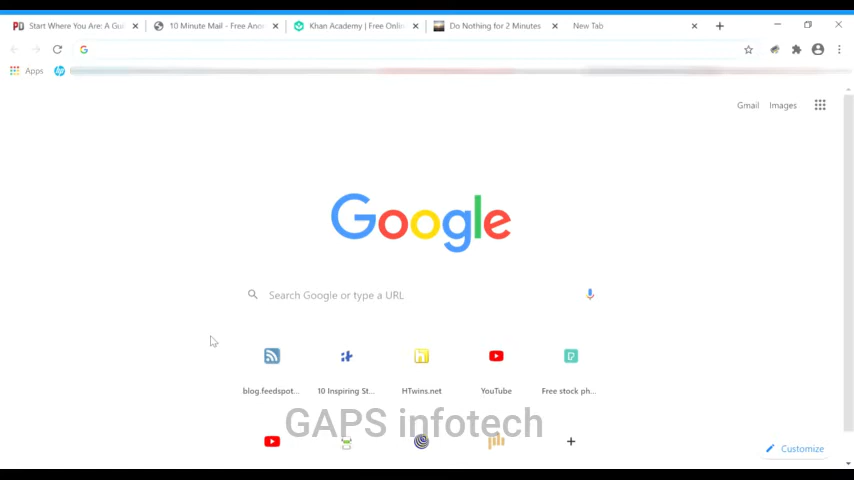 PD Start Where You Are: A Gui
10 Minute Mail - Free Anon
Khan Academy | Free Onlin
Do Nothing for 2 Minutes
New Tab
Apps
hp
Gmail Images
Google
Search Google or type a URL
blog.feedspot... 10 Inspiring St... HTwins.net YouTube Free stock ph...
GAPS infotech
Customize